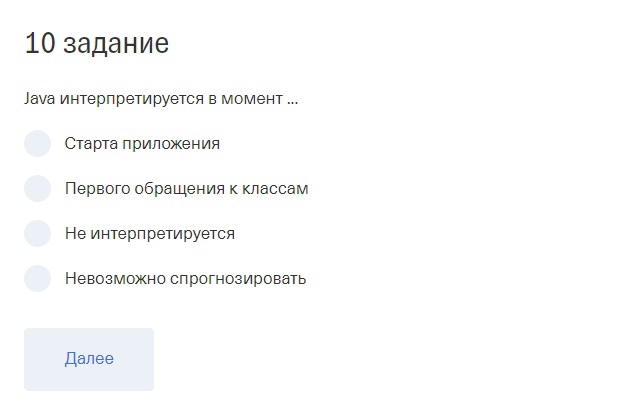 10 задание
Java интерпретируется в момент ...
Старта приложения
Первого обращения к классам
Не интерпретируется
Невозможно спрогнозировать
Далее